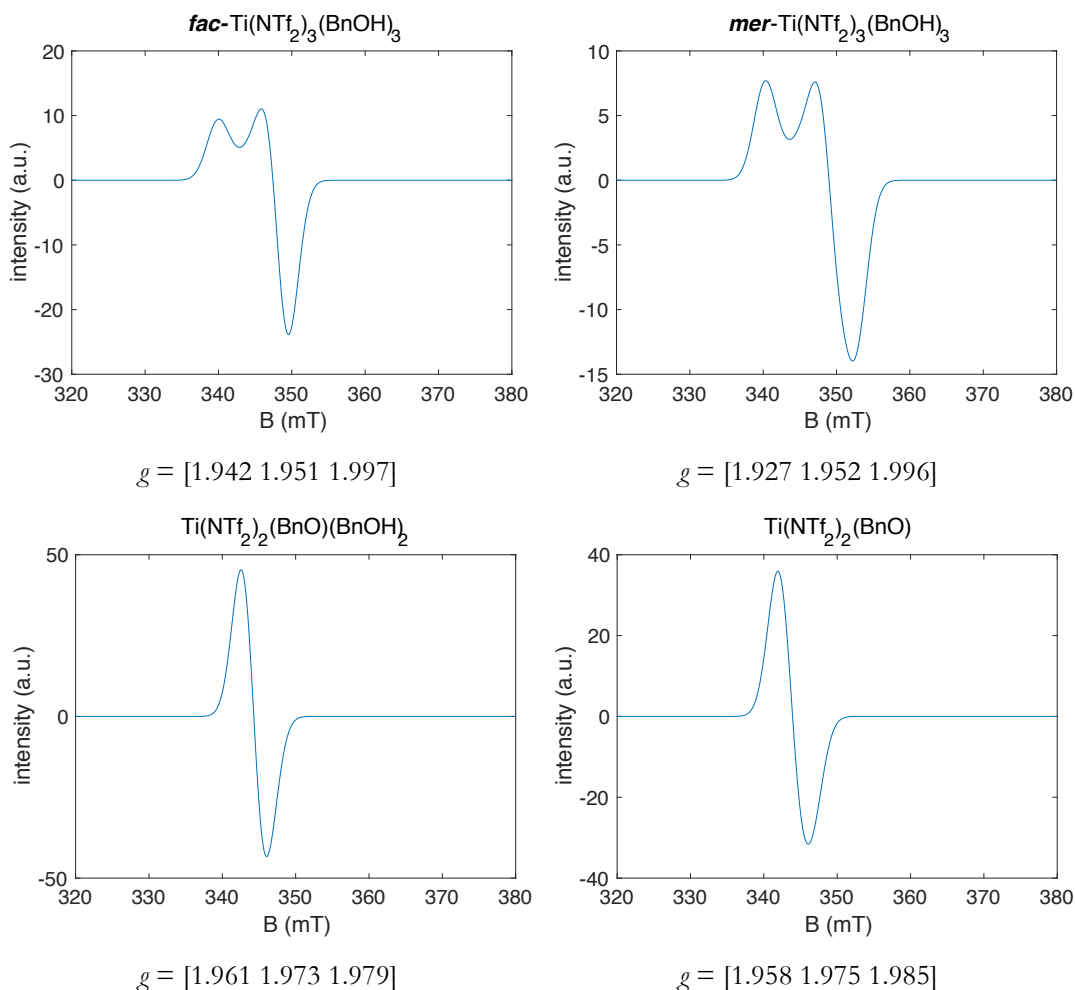 fac-Ti(NTf2)3(BnOH)3
20
10
0
-10
-20
-30
intensity (a.u.)
320 330 340 350 360 370 380
B (mT)
g = [1.942 1.951 1.997]
mer-Ti(NTf2)3(BnOH)3
10
5
0
-5
-10
-15
intensity (a.u.)
320 330 340 350 360 370 380
B (mT)
g = [1.927 1.952 1.996]
Ti(NTf2)2(BnO)(BnOH)2
50
0
-50
intensity (a.u.)
320 330 340 350 360 370 380
B (mT)
g = [1.961 1.973 1.979]
Ti(NTf2)2(BnO)
40
20
0
-20
-40
intensity (a.u.)
320 330 340 350 360 370 380
B (mT)
g = [1.958 1.975 1.985]